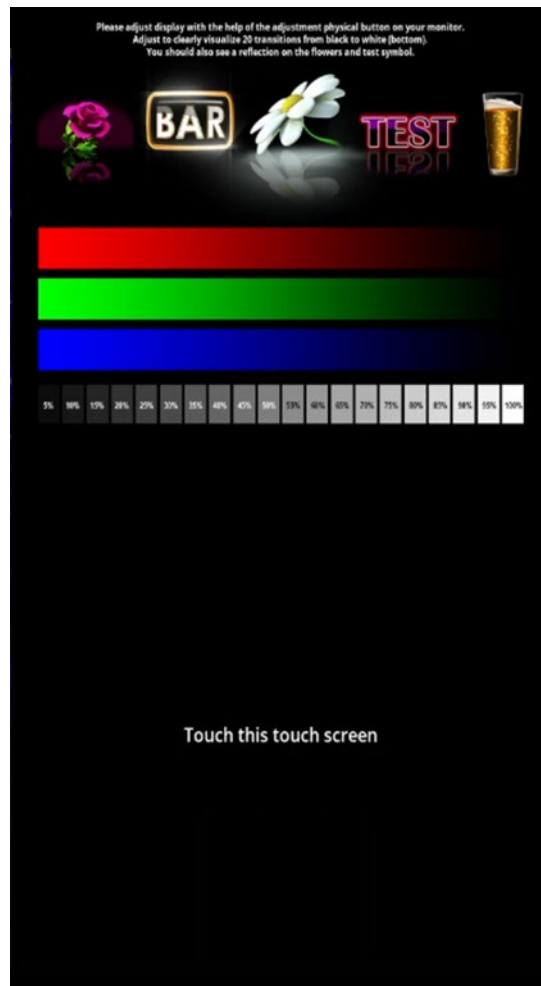 Please adjust display with the help of the adjustment physical button on your monitor.
Adjust to clearly visualize 20 transitions from black to white (bottom).
You should also see a reflection on the flowers and test symbol.
BAR
TEST
5% 10% 15% 20% 25% 30% 35% 40% 45% 50% 55% 60% 65% 70% 75% 80% 85% 90% 95% 100%
Touch this touch screen